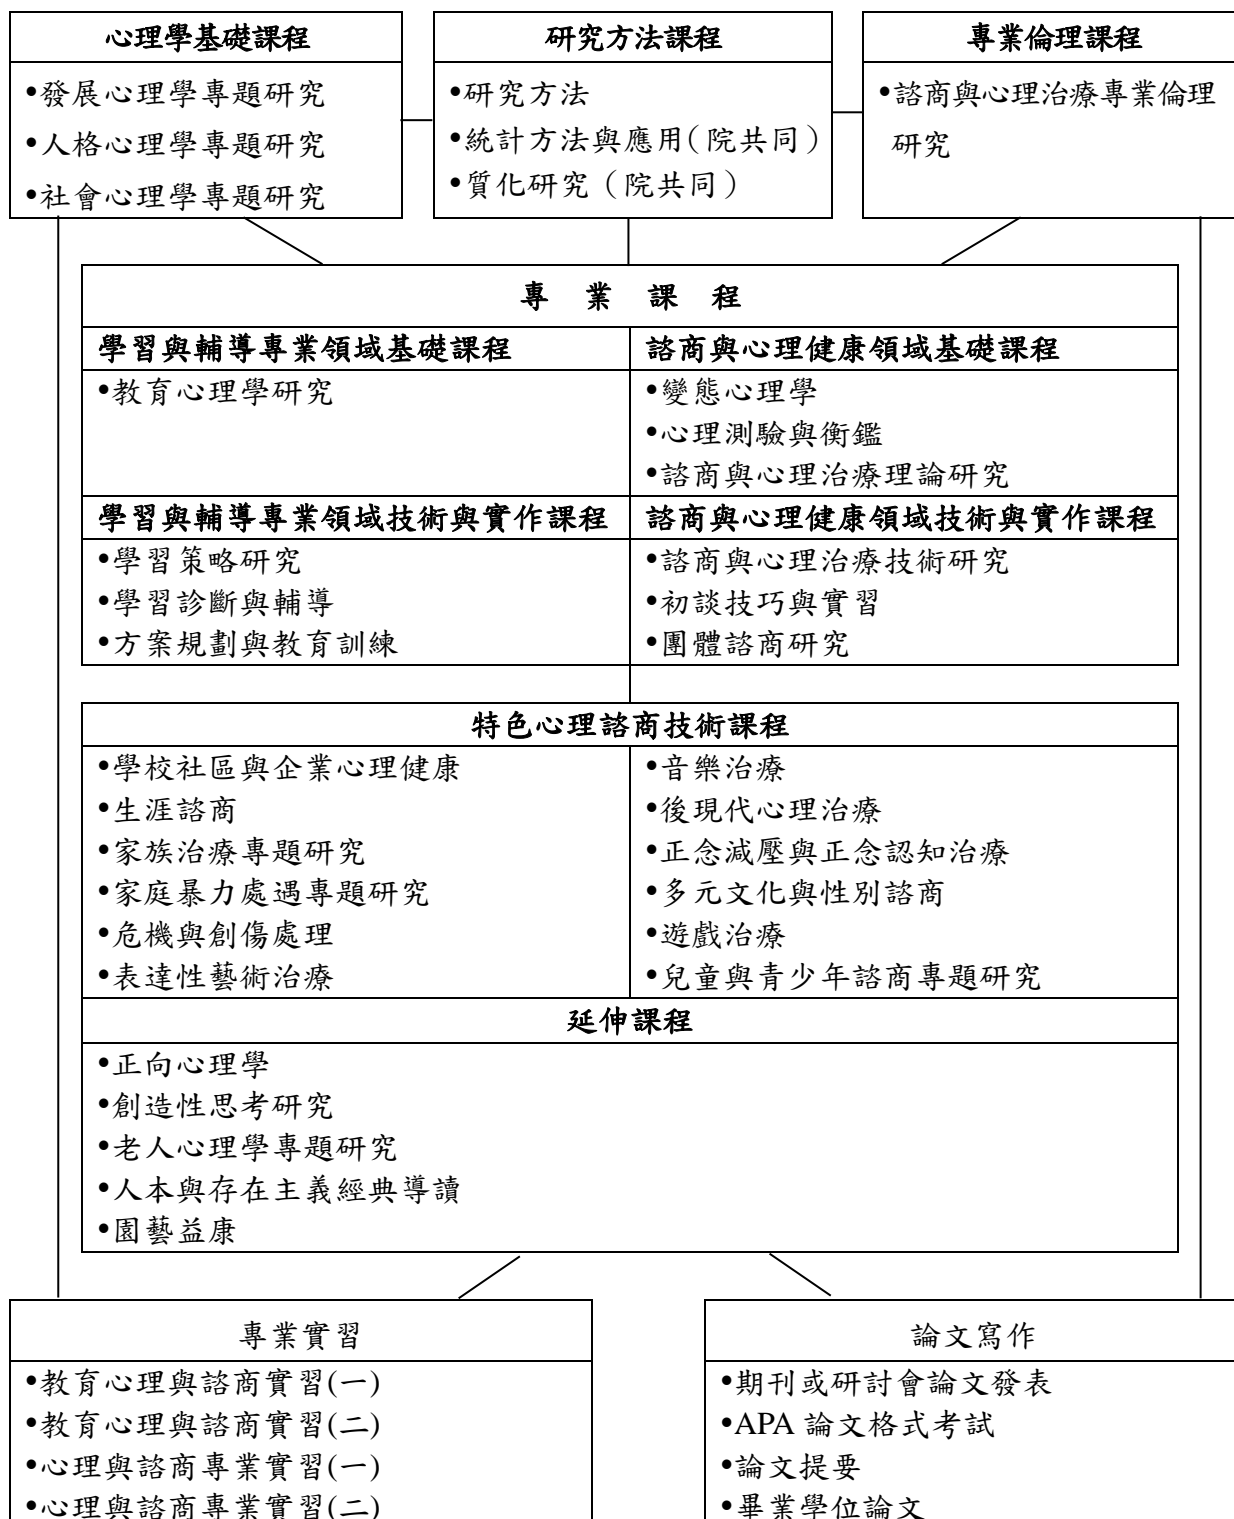 心理學基礎課程
•發展心理學專題研究
•人格心理學專題研究
•社會心理學專題研究
研究方法課程
•研究方法
•統計方法與應用(院共同)
•質化研究（院共同）
專業倫理課程
•諮商與心理治療專業倫理
研究
專 業 課 程
學習與輔導專業領域基礎課程
•教育心理學研究
諮商與心理健康領域基礎課程
•變態心理學
•心理測驗與衡鑑
•諮商與心理治療理論研究
學習與輔導專業領域技術與實作課程
•學習策略研究
•學習診斷與輔導
•方案規劃與教育訓練
諮商與心理健康領域技術與實作課程
•諮商與心理治療技術研究
•初談技巧與實習
•團體諮商研究
特色心理諮商技術課程
•學校社區與企業心理健康
•生涯諮商
•家族治療專題研究
•家庭暴力處遇專題研究
•危機與創傷處理
•表達性藝術治療
•音樂治療
•後現代心理治療
•正念減壓與正念認知治療
•多元文化與性別諮商
•遊戲治療
•兒童與青少年諮商專題研究
延伸課程
•正向心理學
•創造性思考研究
•老人心理學專題研究
•人本與存在主義經典導讀
•園藝益康
專業實習
•教育心理與諮商實習(一)
•教育心理與諮商實習(二)
•心理與諮商專業實習(一)
•心理與諮商專業實習(二)
論文寫作
•期刊或研討會論文發表
•APA 論文格式考試
•論文提要
•畢業學位論文